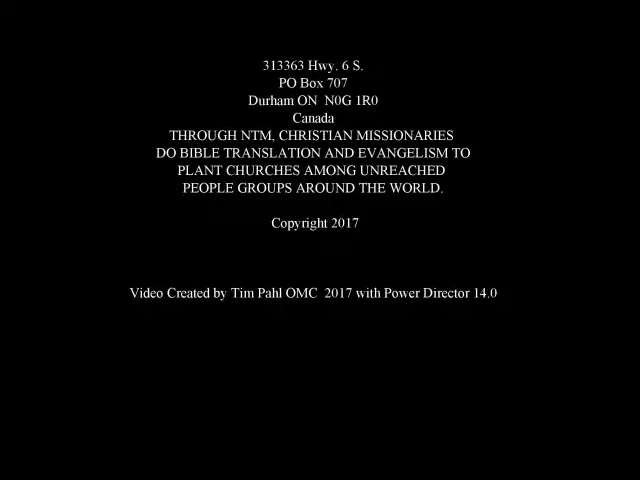 313363 Hwy. 6 S.
PO Box 707
Durham ON  N0G 1R0
Canada
THROUGH NTM, CHRISTIAN MISSIONARIES
DO BIBLE TRANSLATION AND EVANGELISM TO
PLANT CHURCHES AMONG UNREACHED
PEOPLE GROUPS AROUND THE WORLD.
Copyright 2017
Video Created by Tim Pahl OMC  2017 with Power Director 14.0